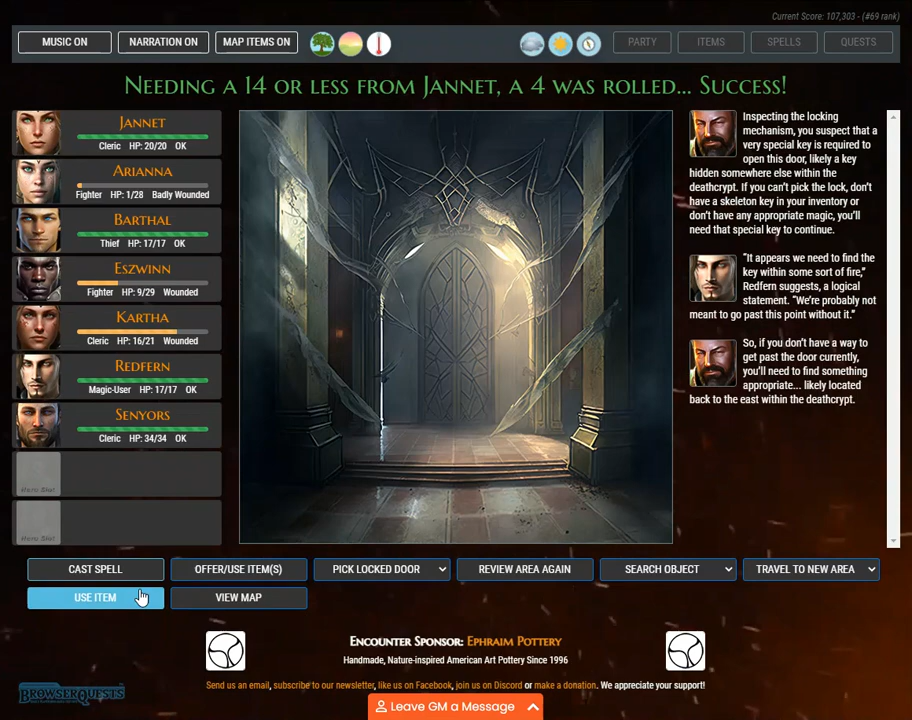 Current Score: 107,303 - (#69 rank)
MUSIC ON
NARRATION ON
MAP ITEMS ON
PARTY
ITEMS
SPELLS
QUESTS
Needing a 14 or less from Jannet, a 4 was rolled... Success!
Jannet
Cleric HP: 20/20 OK
Arianna
Fighter HP: 1/28 Badly Wounded
Barthal
Thief HP: 17/17 OK
Eszwinn
Fighter HP: 9/29 Wounded
Kartha
Cleric HP: 16/21 Wounded
Redfern
Magic-User HP: 17/17 OK
Senyors
Cleric HP: 34/34 OK
Hero Slot
Hero Slot
Inspecting the locking
mechanism, you suspect that a
very special key is required to
open this door, likely a key
hidden somewhere else within the
deathcrypt. If you can't pick the lock, don't
have a skeleton key in your inventory or
don't have any appropriate magic, you'll
need that special key to continue.
"It appears we need to find the
key within some sort of fire,"
Redfern suggests, a logical
statement. "We're probably not
meant to go past this point without it."
So, if you don't have a way to
get past the door currently,
you'll need to find something
appropriate... likely located
back to the east within the deathcrypt.
CAST SPELL
OFFER/USE ITEM(S)
PICK LOCKED DOOR
REVIEW AREA AGAIN
SEARCH OBJECT
TRAVEL TO NEW AREA
USE ITEM
VIEW MAP
Encounter Sponsor: Ephraim Pottery
Handmade, Nature-inspired American Art Pottery Since 1996
Send us an email, subscribe to our newsletter, like us on Facebook, join us on Discord or make a donation. We appreciate your support!
BrowserQuests
Leave GM a Message